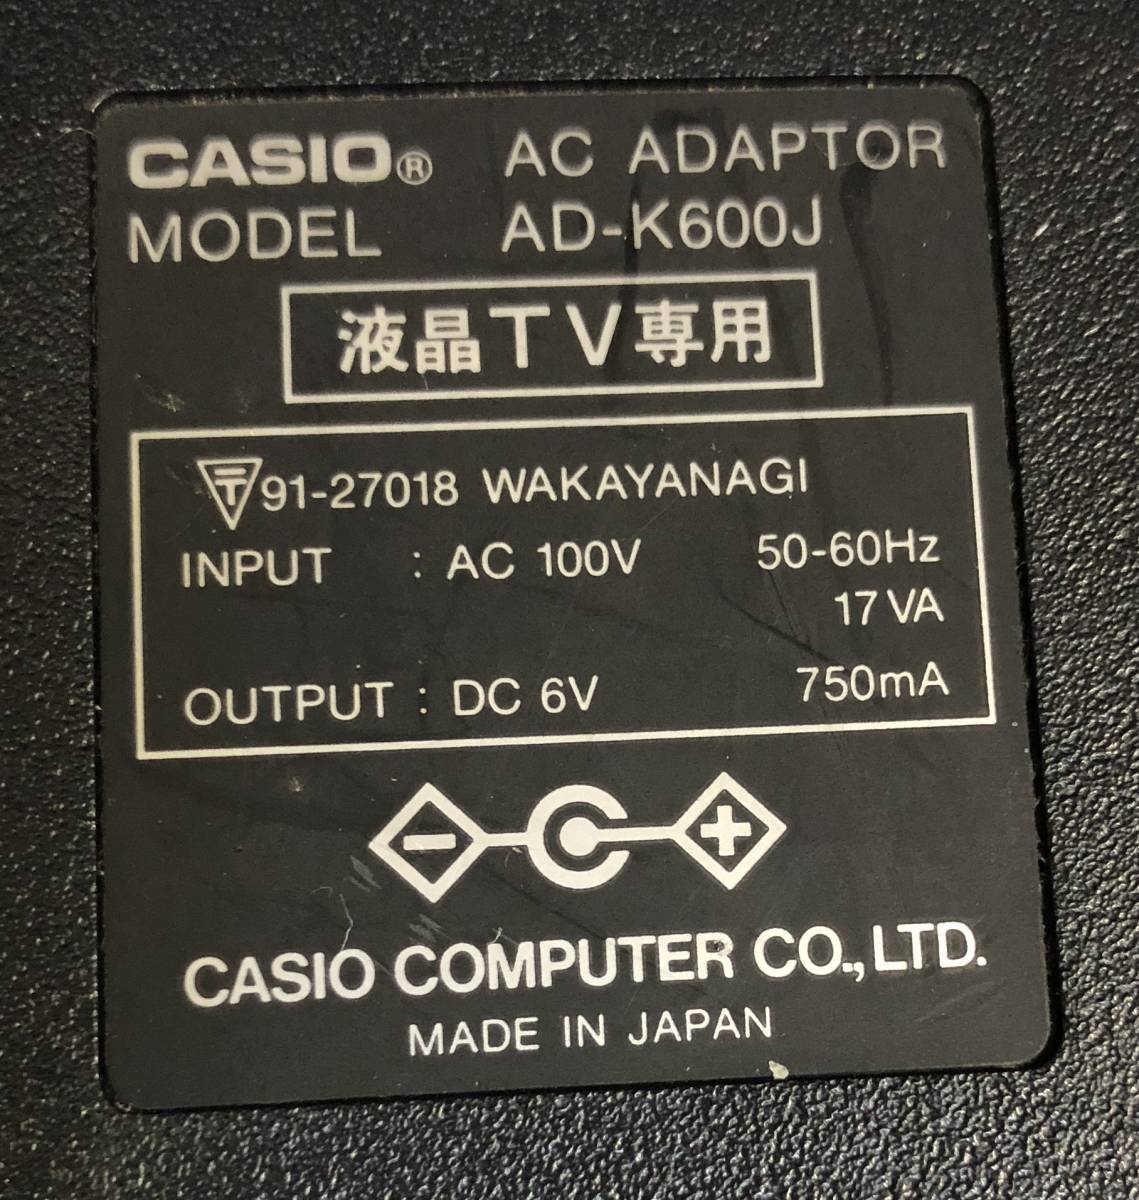 CASIO® AC ADAPTOR
MODEL AD-K600J
液晶TV専用
91-27018 WAKAYANAGI
INPUT : AC 100V 50-60Hz
17 VA
OUTPUT : DC 6V 750mA
CASIO COMPUTER CO., LTD.
MADE IN JAPAN